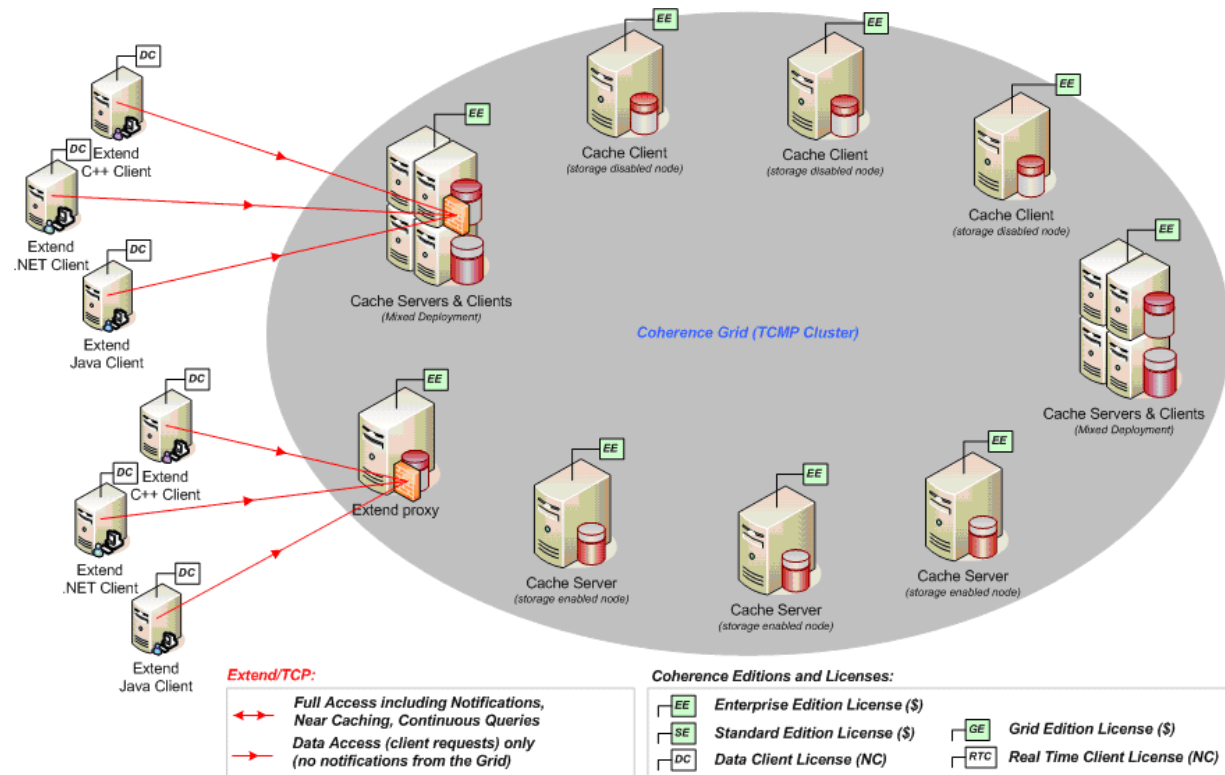 EE
EE
DC
EE
Extend
C++ Client
DC
EE
Cache Client
(storage disabled node)
Cache Client
(storage disabled node)
Extend
.NET Client
DC
Cache Client
(storage disabled node)
EE
Cache Servers & Clients
(Mixed Deployment)
Extend
Java Client
Coherence Grid (TCMP Cluster)
DC
EE
Cache Servers & Clients
(Mixed Deployment)
EE
EE
EE
Extend
C++ Client
DC
Extend proxy
Extend
.NET Client
DC
Cache Server
(storage enabled node)
Cache Server
(storage enabled node)
Cache Server
(storage enabled node)
Extend
Java Client
Extend/TCP:
Full Access including Notifications,
Near Caching, Continuous Queries
Data Access (client requests) only
(no notifications from the Grid)
Coherence Editions and Licenses:
EE Enterprise Edition License ($)
SE Standard Edition License ($)
DC Data Client License (NC)
GE Grid Edition License ($)
RTC Real Time Client License (NC)